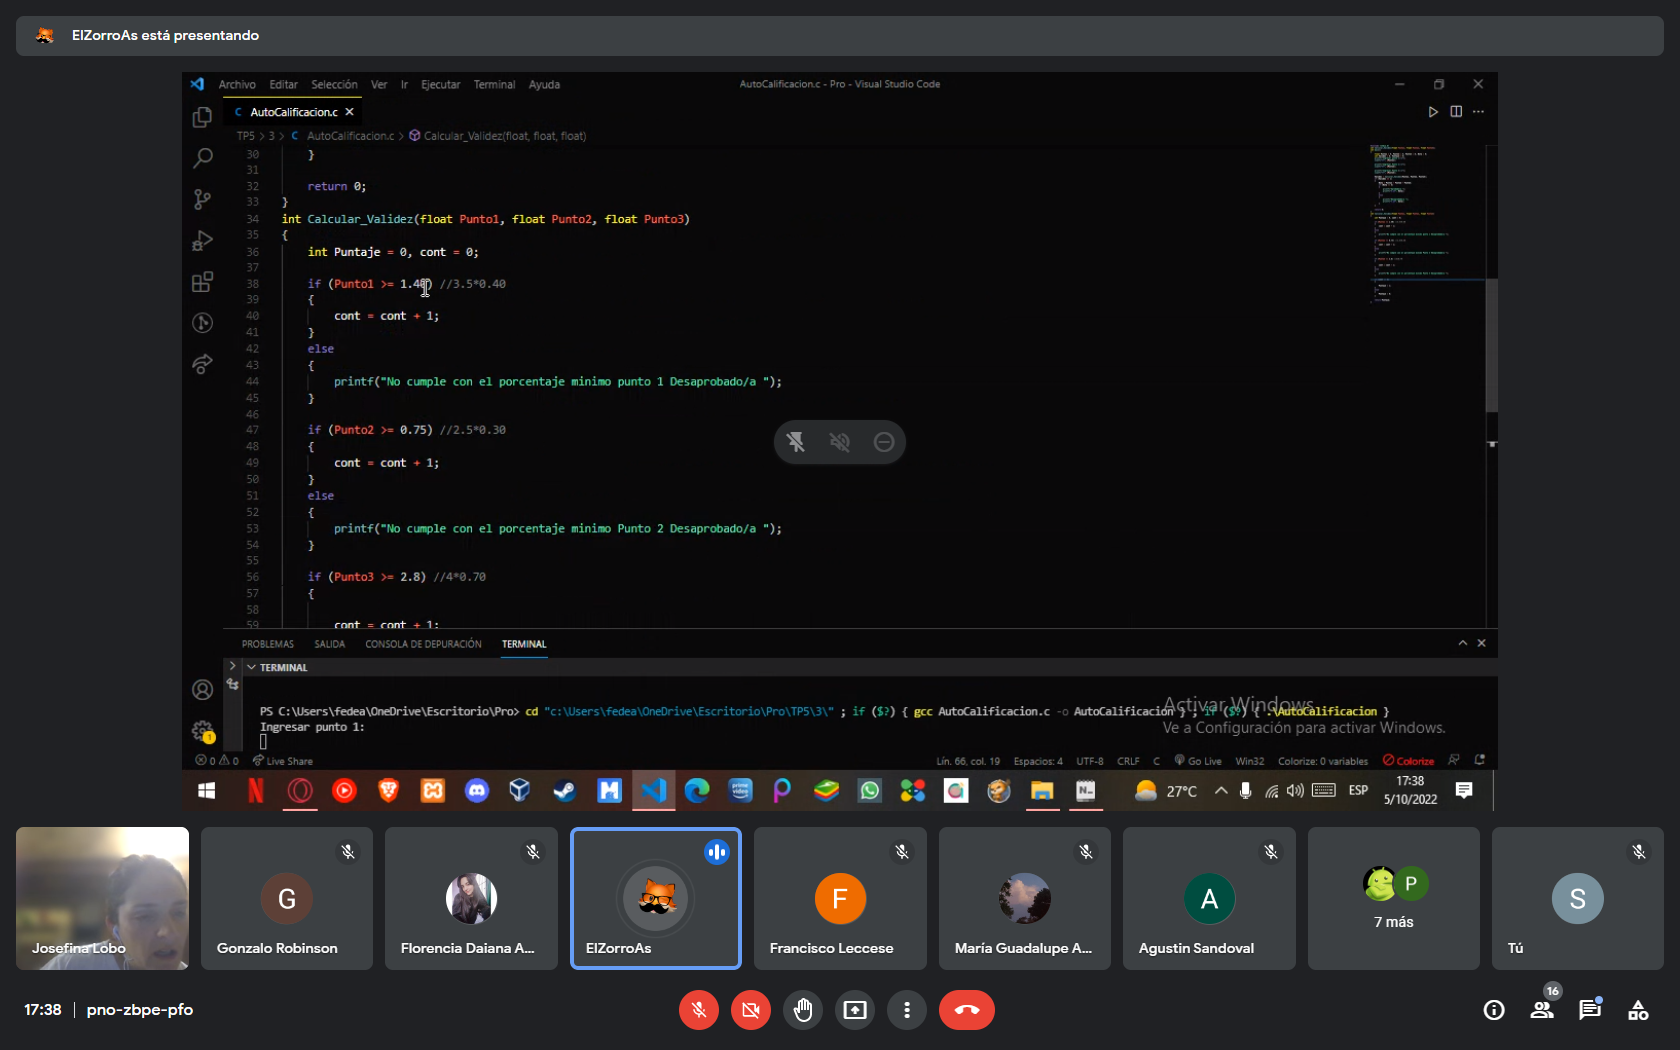 ElZorroAs está presentando
Archivo Editar Selección Ver Ir Ejecutar Terminal Ayuda
AutoCalificacion.c - Pro - Visual Studio Code
C AutoCalificacion.c
TP5 > 3 > C AutoCalificacion.c > Calcular_Validez(float, float, float)
30 }
31
32 return 0;
33 }
34 int Calcular_Validez(float Punto1, float Punto2, float Punto3)
35 {
36 int Puntaje = 0, cont = 0;
37
38 if (Punto1 >= 1.4 ) //3.5*0.40
39 {
40 cont = cont + 1;
41 }
42 else
43 {
44 printf("No cumple con el porcentaje minimo punto 1 Desaprobado/a ");
45 }
46
47 if (Punto2 >= 0.75) //2.5*0.30
48 {
49 cont = cont + 1;
50 }
51 else
52 {
53 printf("No cumple con el porcentaje minimo Punto 2 Desaprobado/a ");
54 }
55
56 if (Punto3 >= 2.8) //4*0.70
57 {
58
59 cont = cont + 1;
PROBLEMAS SALIDA CONSOLA DE DEPURACIÓN TERMINAL
TERMINAL
PS C:\Users\fedea\OneDrive\Escritorio\Pro> cd "c:\Users\fedea\OneDrive\Escritorio\Pro\TP5\3\" ; if ($?) { gcc AutoCalificacion.c -o AutoCalificacion } ; if ($?) { .\AutoCalificacion }
Ingresar punto 1:
Activar Windows
Ve a Configuración para activar Windows.
0 0 Live Share Lín. 66, col. 19 Espacios: 4 UTF-8 CRLF C Go Live Win32 Colorize: 0 variables Colorize
27°C ESP 17:38
5/10/2022
G F A P S
7 más
Josefina Lobo Gonzalo Robinson Florencia Daiana A... ElZorroAs Francisco Leccese María Guadalupe A... Agustin Sandoval Tú
17:38 | pno-zbpe-pfo
16